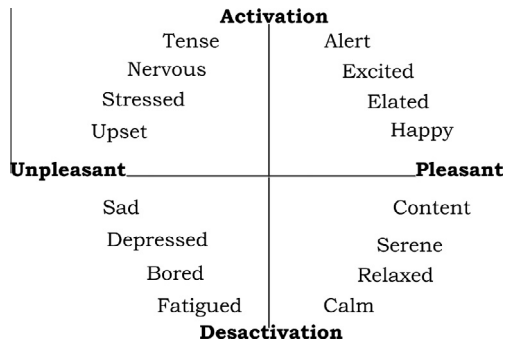 Activation
Tense Alert
Nervous Excited
Stressed Elated
Upset Happy
Unpleasant Pleasant
Sad Content
Depressed Serene
Bored Relaxed
Fatigued Calm
Desactivation